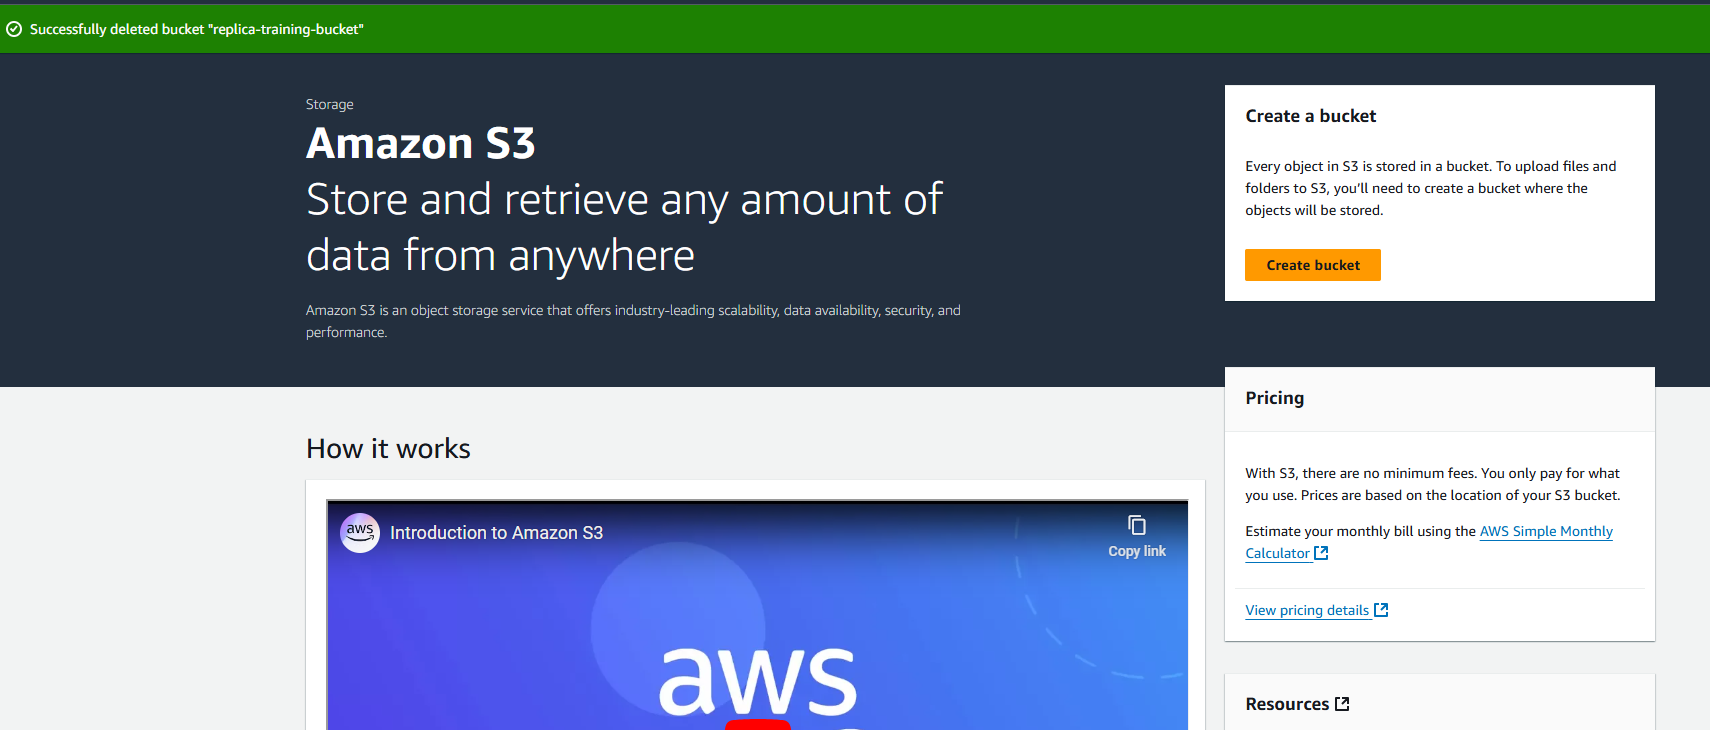 Successfully deleted bucket "replica-training-bucket"
Storage
Amazon S3
Store and retrieve any amount of
data from anywhere
Amazon S3 is an object storage service that offers industry-leading scalability, data availability, security, and
performance.
Create a bucket
Every object in S3 is stored in a bucket. To upload files and
folders to S3, you'll need to create a bucket where the
objects will be stored.
Create bucket
Pricing
With S3, there are no minimum fees. You only pay for what
you use. Prices are based on the location of your S3 bucket.
Estimate your monthly bill using the AWS Simple Monthly
Calculator
View pricing details
Resources
How it works
aws
Introduction to Amazon S3
Copy link
aws